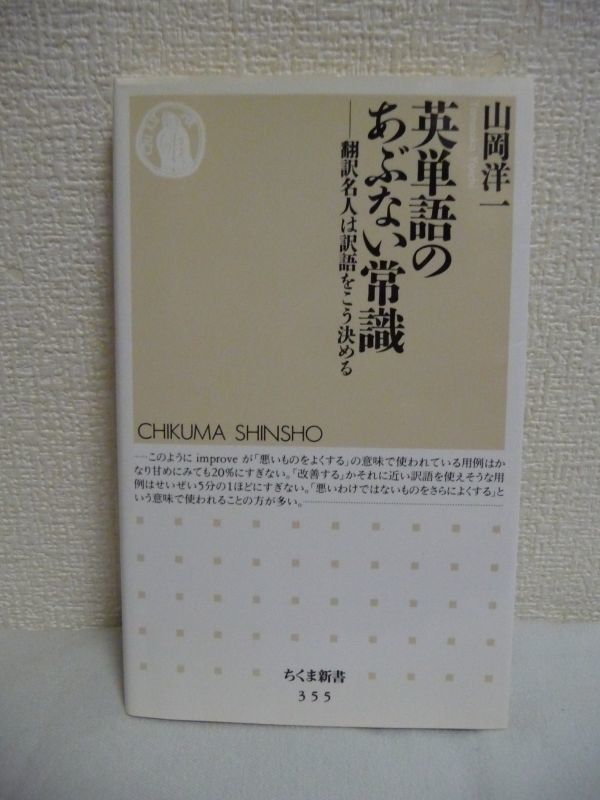 山岡洋一
英単語の
あぶない常識
──翻訳名人は訳語をこう決める
CHIKUMA SHINSHO
…このように improve が「悪いものをよくする」の意味で使われている用例はか
なり甘めにみても20%にすぎない。「改善する」かそれに近い訳語を使えそうな用
例はせいぜい5分の1ほどにすぎない。「悪いわけではないものをさらによくする」と
いう意味で使われることの方が多い。
ちくま新書
355